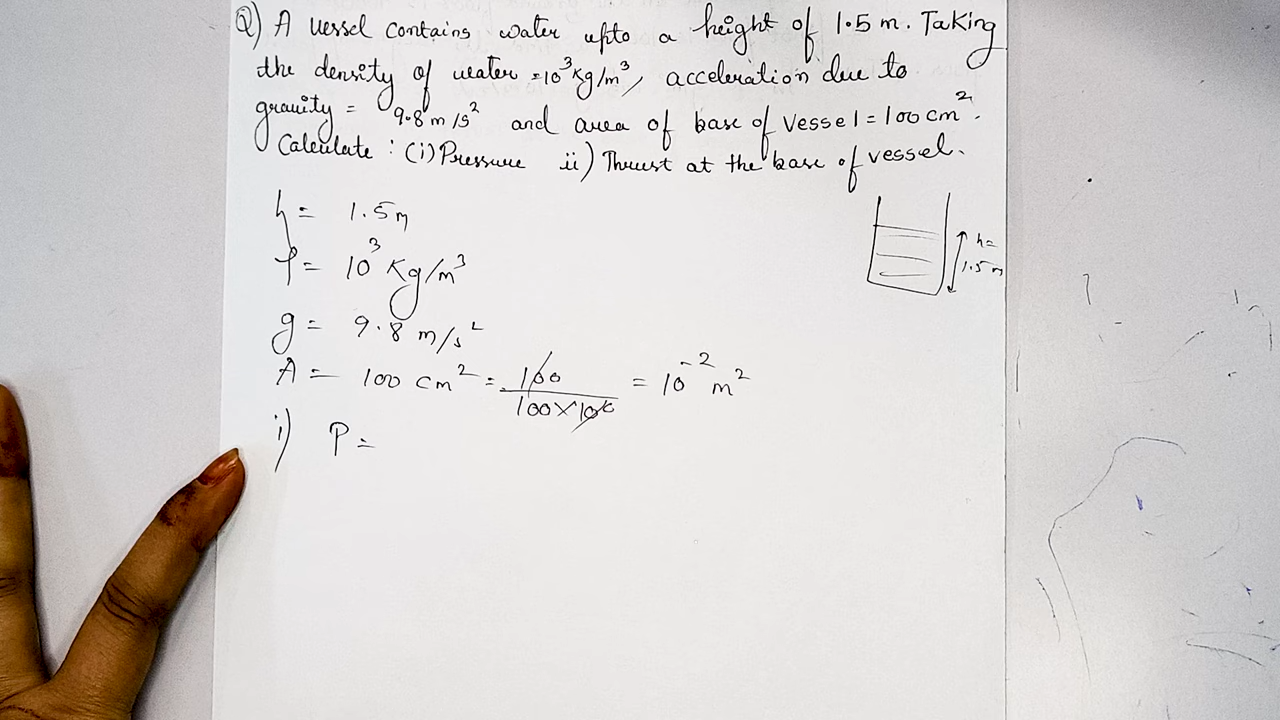 Q) A vessel contains water upto a height of 1.5 m. Taking
the density of water = 10³ Kg/m³, acceleration due to
gravity = 9.8 m/s² and area of base of vessel = 100 cm².
Calculate : (i) Pressure ii) Thrust at the base of vessel.
h = 1.5 m
ρ = 10³ Kg/m³
h = 1.5 m
g = 9.8 m/s²
A = 100 cm² = 100 / 100 × 100 = 10⁻² m²
i) P =